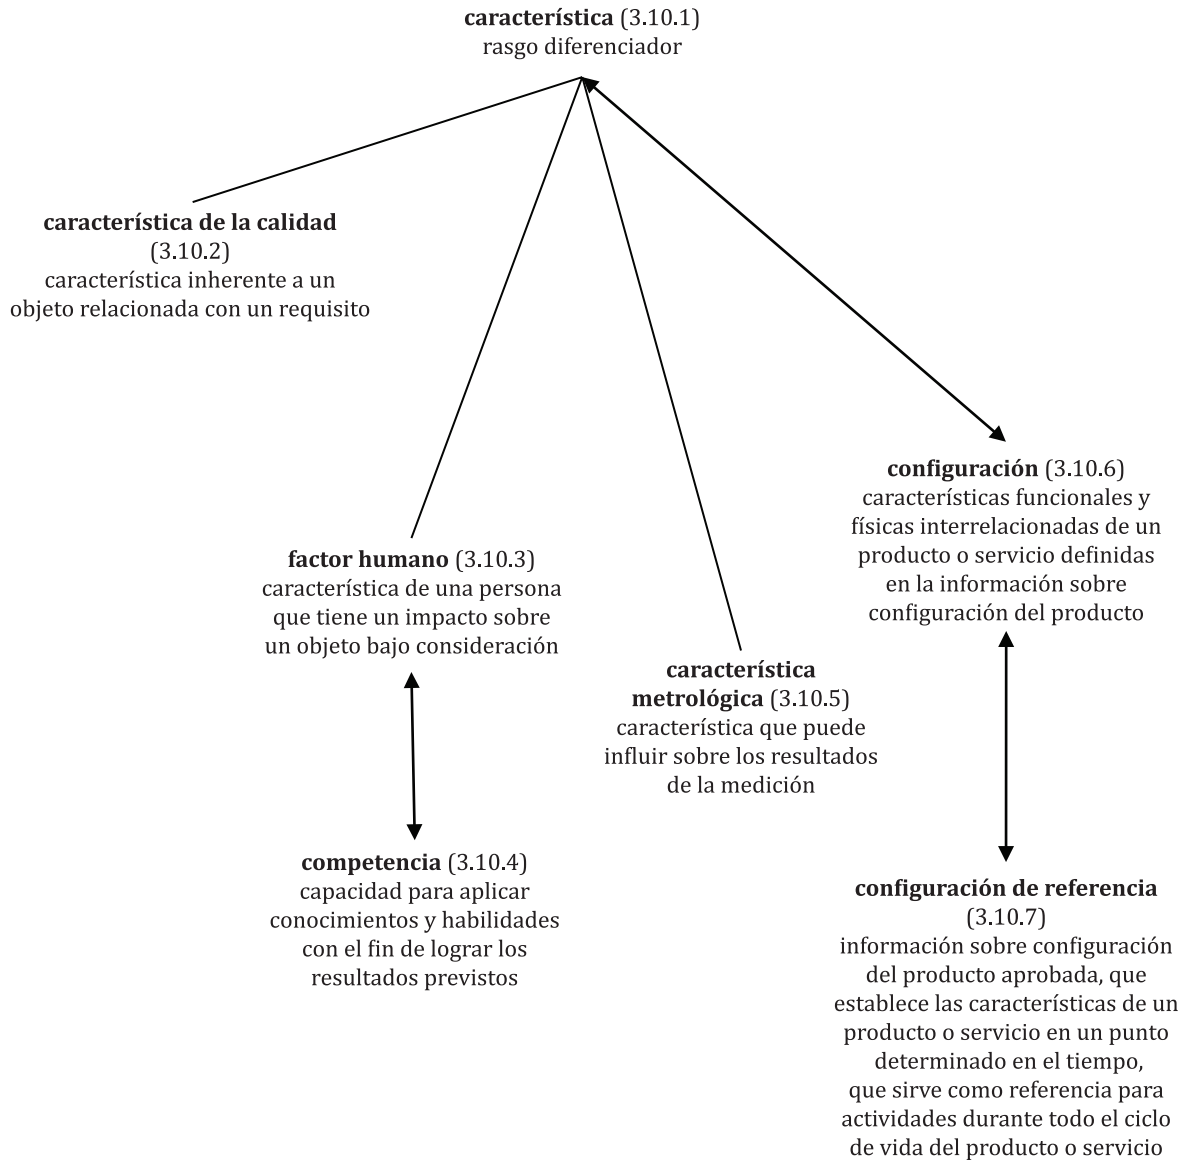 característica (3.10.1)
rasgo diferenciador
característica de la calidad
(3.10.2)
característica inherente a un
objeto relacionada con un requisito
configuración (3.10.6)
características funcionales y
físicas interrelacionadas de un
producto o servicio definidas
en la información sobre
configuración del producto
factor humano (3.10.3)
característica de una persona
que tiene un impacto sobre
un objeto bajo consideración
característica
metrológica (3.10.5)
característica que puede
influir sobre los resultados
de la medición
competencia (3.10.4)
capacidad para aplicar
conocimientos y habilidades
con el fin de lograr los
resultados previstos
configuración de referencia
(3.10.7)
información sobre configuración
del producto aprobada, que
establece las características de un
producto o servicio en un punto
determinado en el tiempo,
que sirve como referencia para
actividades durante todo el ciclo
de vida del producto o servicio